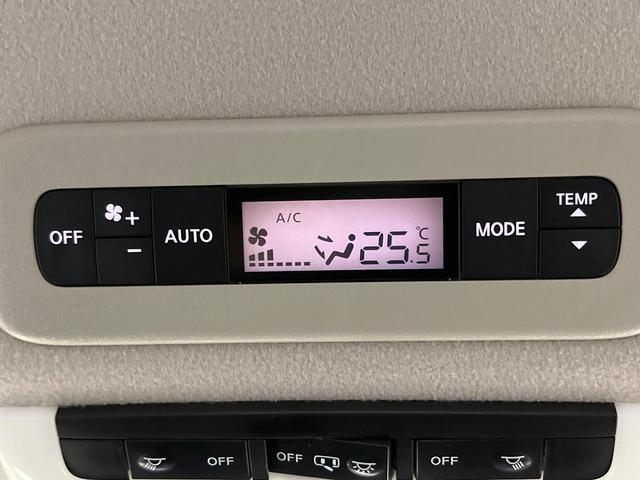 OFF
+
-
AUTO
A/C
25.5 °C
MODE
TEMP
OFF
OFF
OFF